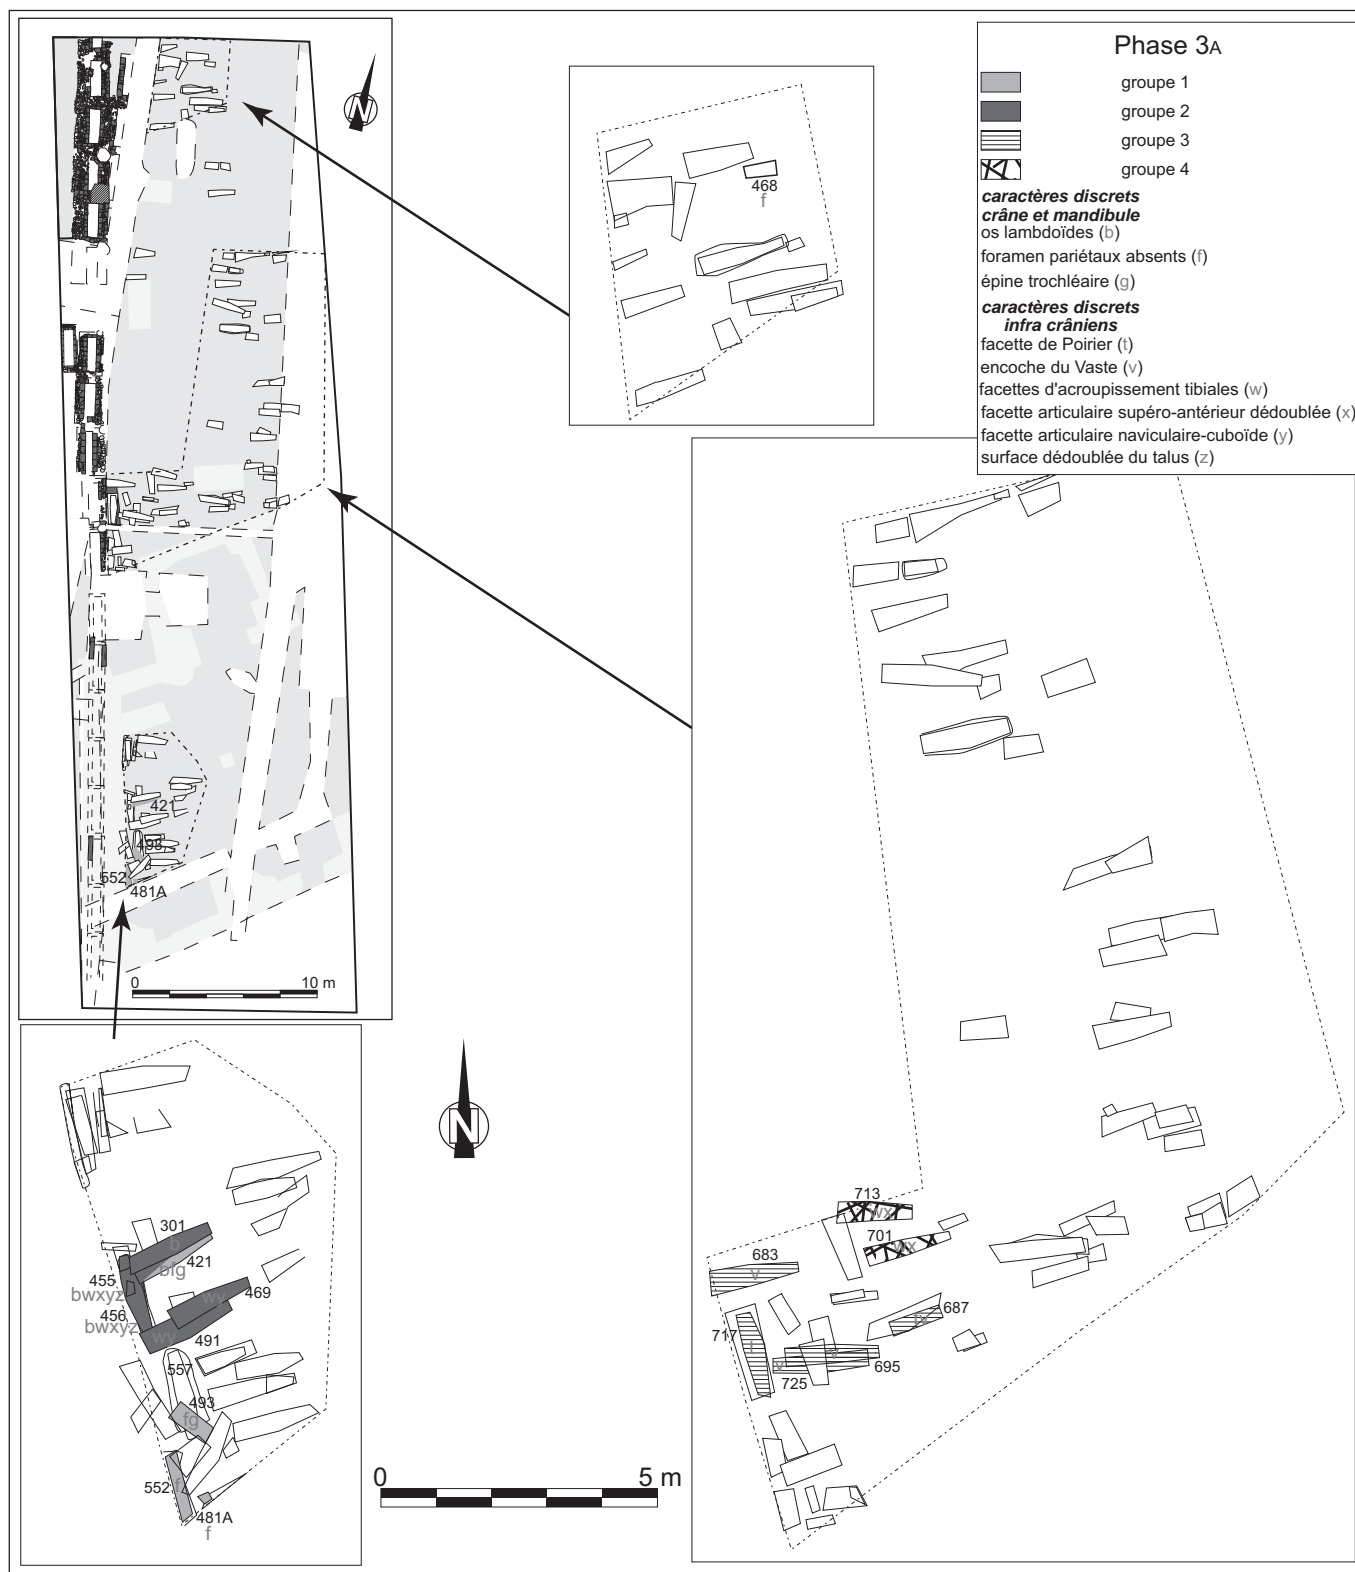 Phase 3A
groupe 1
groupe 2
groupe 3
groupe 4
caractères discrets
crâne et mandibule
os lambdoïdes (b)
foramen pariétaux absents (f)
épine trochléaire (g)
caractères discrets
infra crâniens
facette de Poirier (t)
encoche du Vaste (v)
facettes d'acroupissement tibiales (w)
facette articulaire supéro-antérieur dédoublée (x)
facette articulaire naviculaire-cuboïde (y)
surface dédoublée du talus (z)
N
468
f
421
493
552
481A
0 10 m
N
301
b
421
bfg
455
bwxyz
469
wy
456
bwxyz
wy
491
557
493
fg
552
f
481A
f
0 5 m
713
wx
701
wx
683
v
687
tv
717
695
v
725